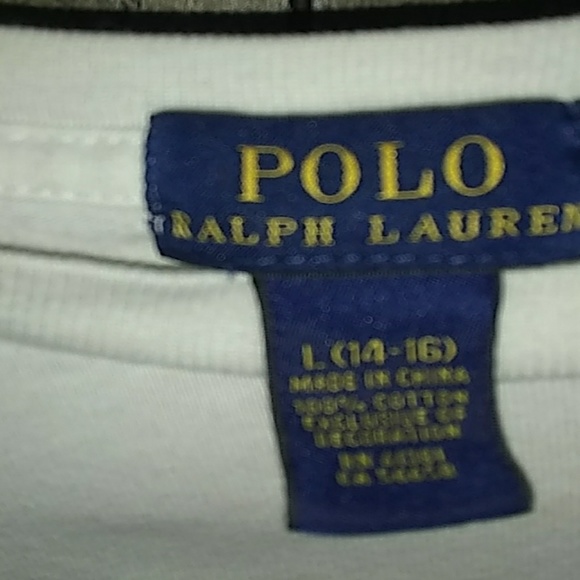 POLO
RALPH LAUREN
L (14-16)
MADE IN CHINA
100% COTTON
EXCLUSIVE OF
DECORATION